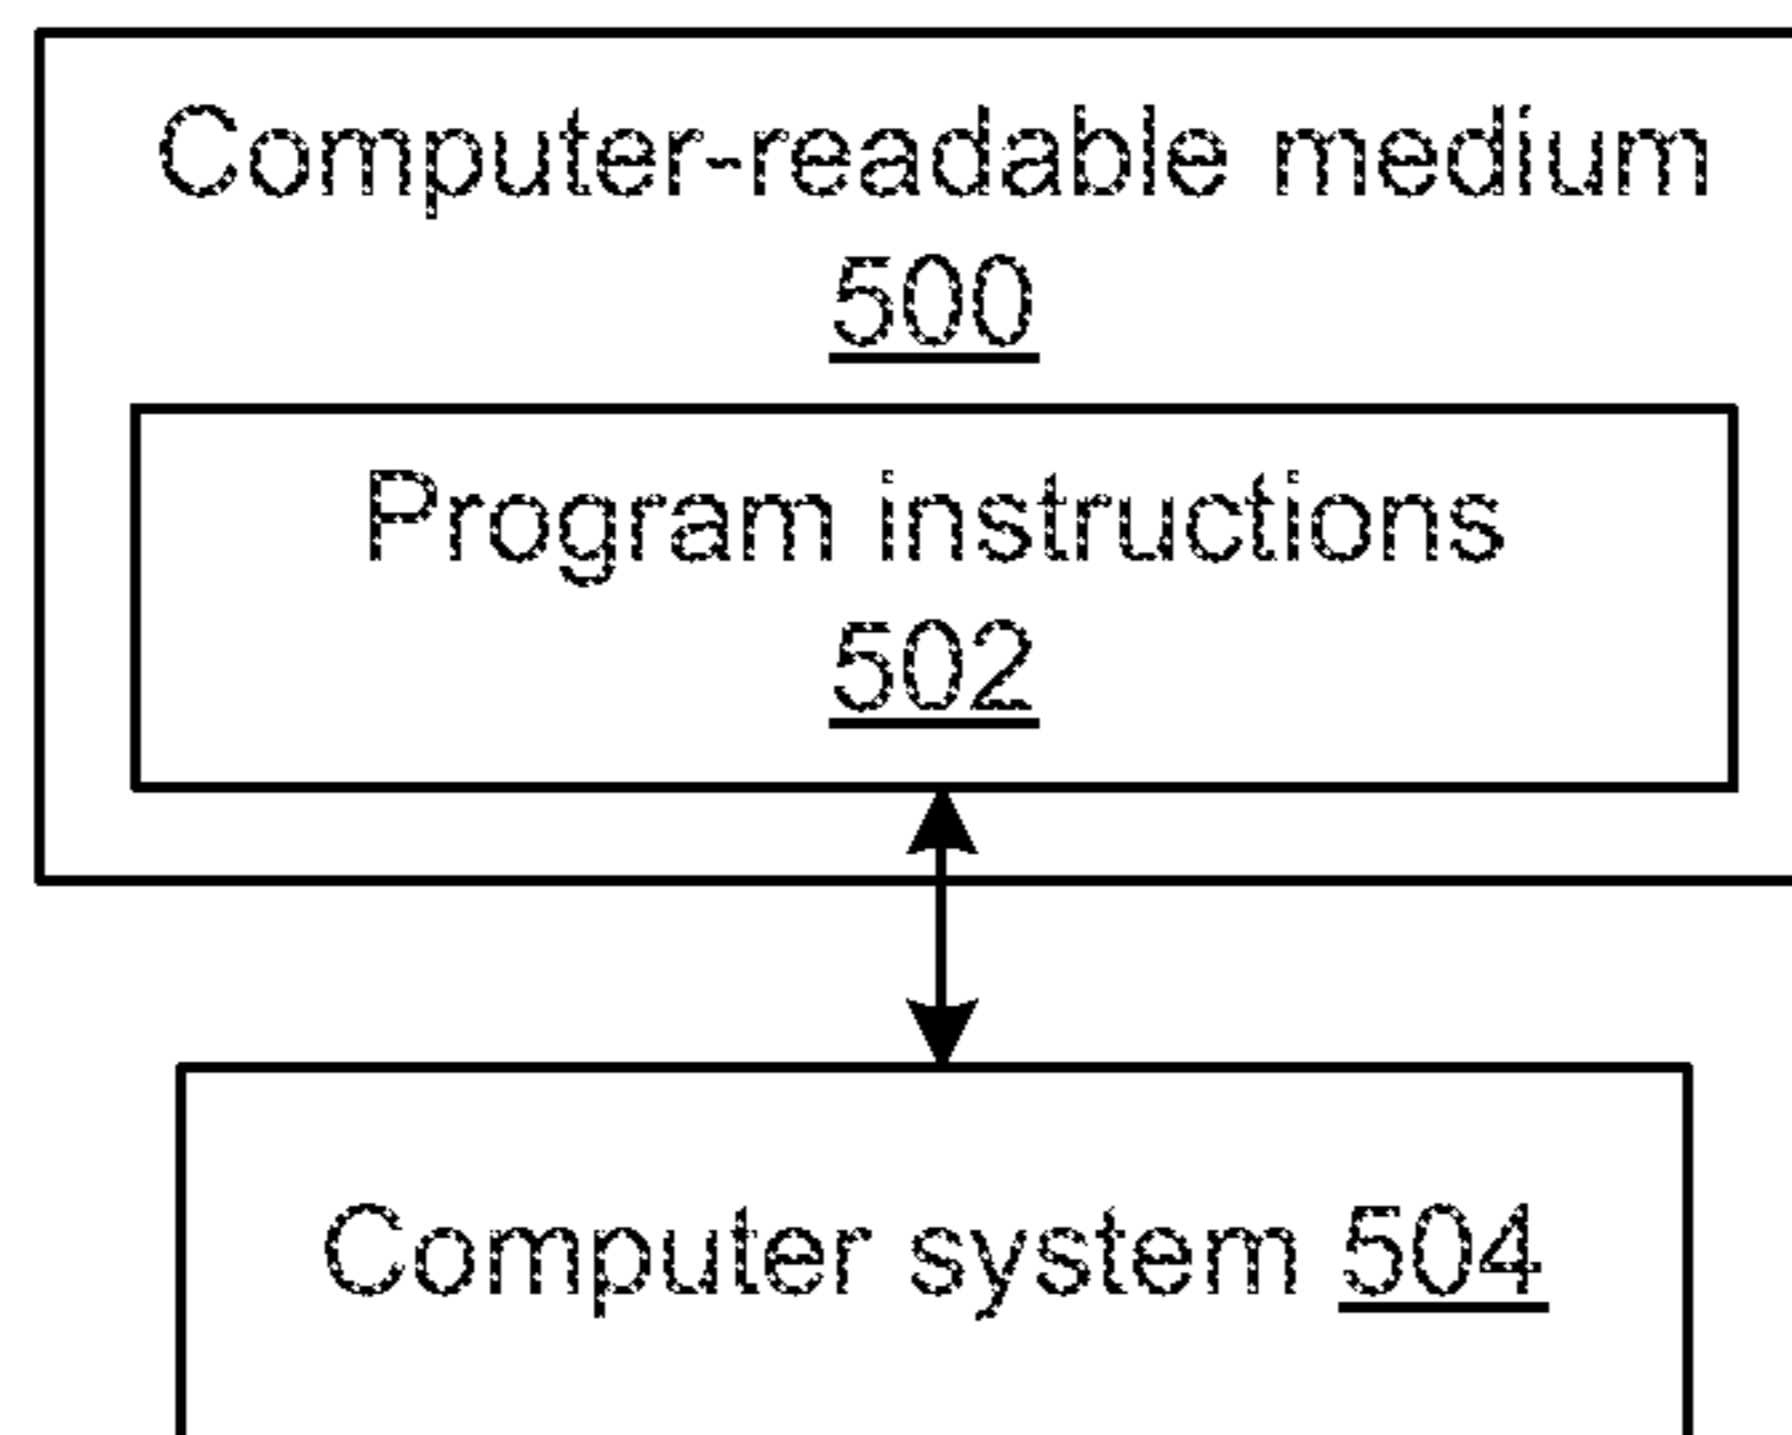 Computer-readable medium
500
Program instructions
502
Computer system 504